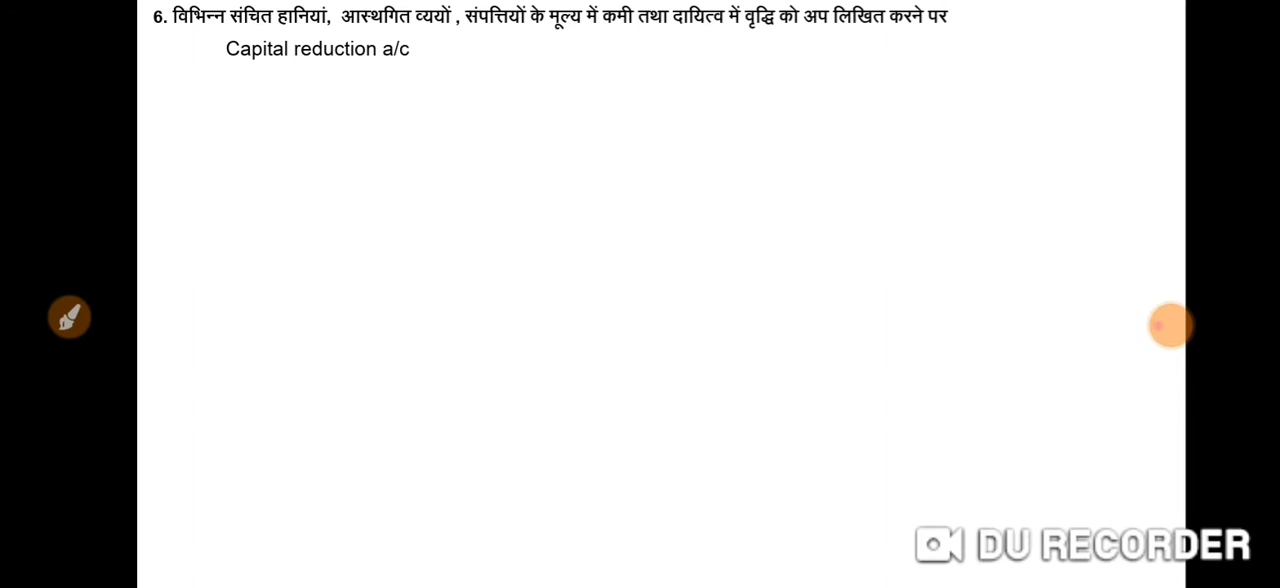 6. विभिन्न संचित हानियां, आस्थगित व्ययों , संपत्तियों के मूल्य में कमी तथा दायित्व में वृद्धि को अप लिखित करने पर
Capital reduction a/c
DU RECORDER